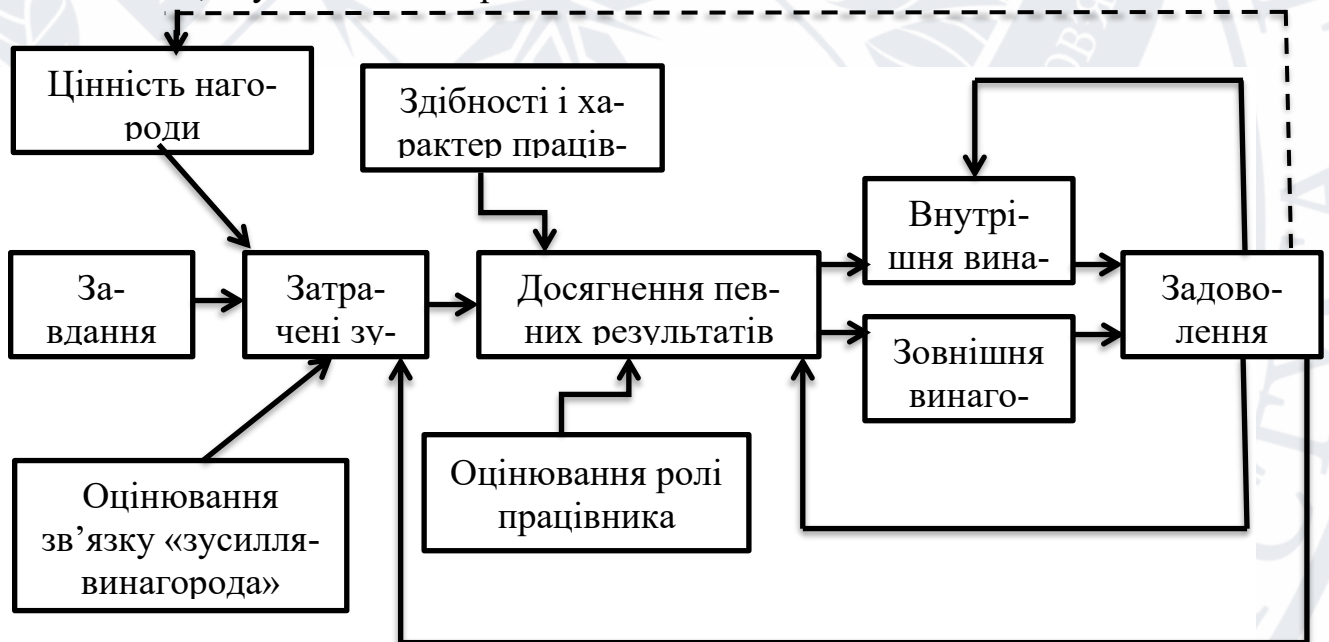 Цінність наго-
роди
Здібності і ха-
рактер праців-
Внутрі-
шня вина-
За-
вдання
Затра-
чені зу-
Досягнення пев-
них результатів
Задово-
лення
Зовнішня
винаго-
Оцінювання
зв’язку «зусилля-
винагорода»
Оцінювання ролі
працівника